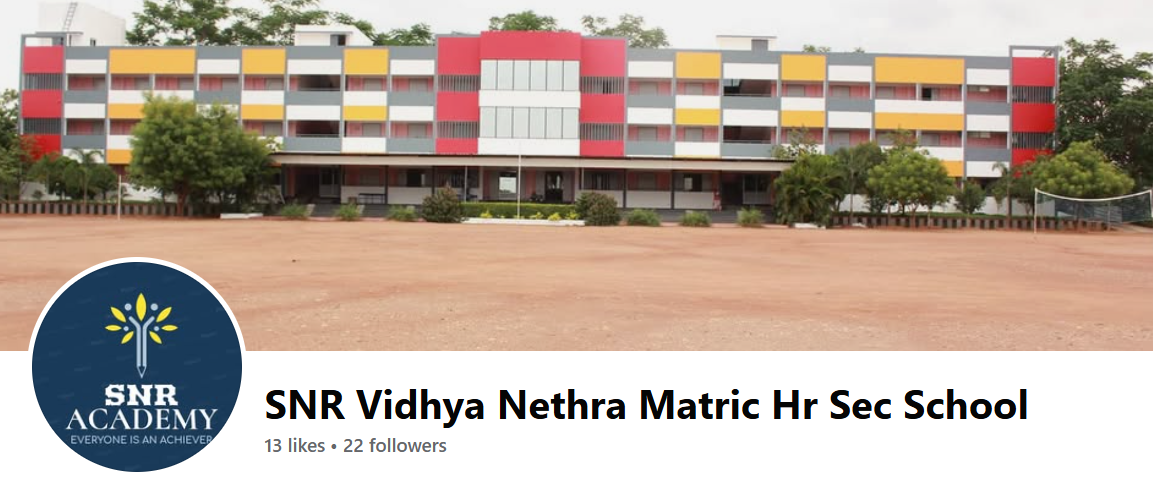 SNR
ACADEMY
EVERYONE IS AN ACHIEVER
SNR Vidhya Nethra Matric Hr Sec School
13 likes • 22 followers